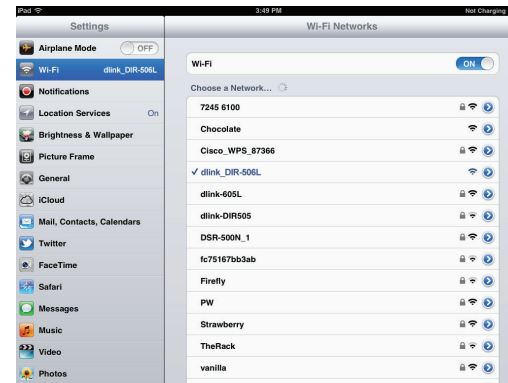 iPad 3:49 PM Not Charging
Settings
Airplane Mode OFF
Wi-Fi dlink_DIR-506L
Notifications
Location Services On
Brightness & Wallpaper
Picture Frame
General
iCloud
Mail, Contacts, Calendars
Twitter
FaceTime
Safari
Messages
Music
Video
Photos
Wi-Fi Networks
Wi-Fi ON
Choose a Network...
7245 6100
Chocolate
Cisco_WPS_87366
✓ dlink_DIR-506L
dlink-605L
dlink-DIR505
DSR-500N_1
fc75167bb3ab
Firefly
PW
Strawberry
TheRack
vanilla